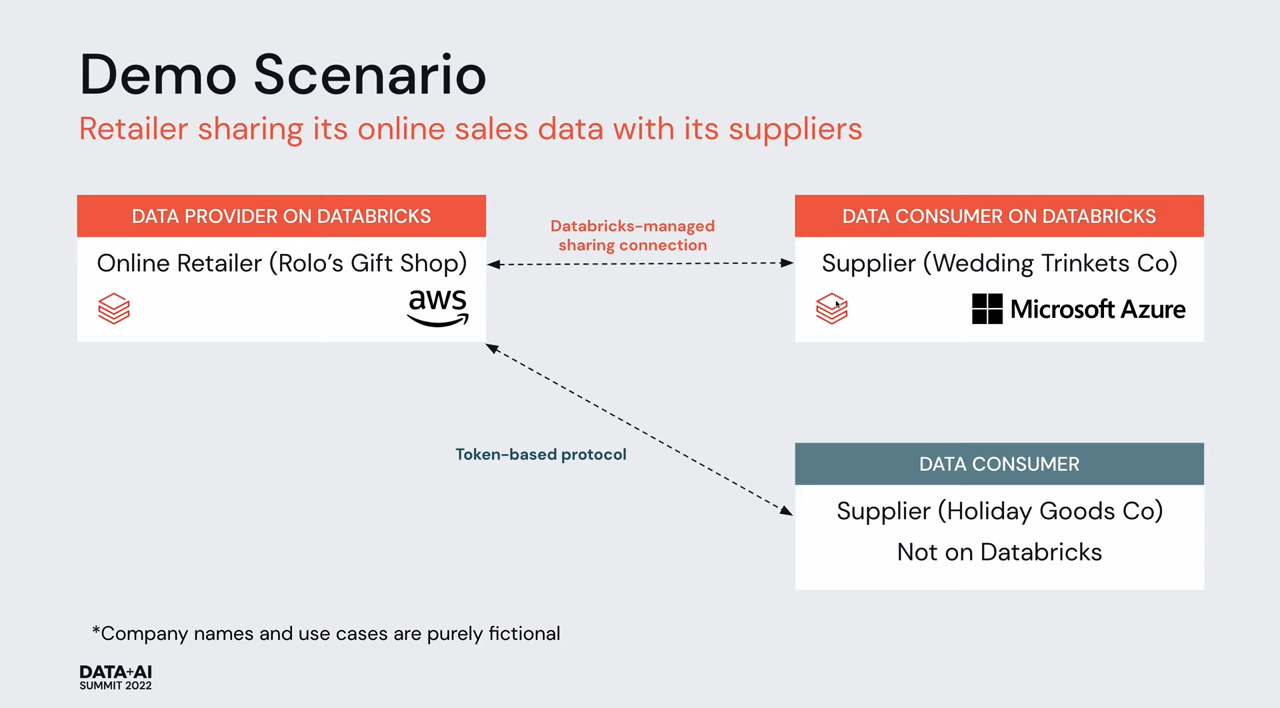 Demo Scenario
Retailer sharing its online sales data with its suppliers
DATA PROVIDER ON DATABRICKS
Online Retailer (Rolo's Gift Shop)
aws
Databricks-managed
sharing connection
DATA CONSUMER ON DATABRICKS
Supplier (Wedding Trinkets Co)
Microsoft Azure
Token-based protocol
DATA CONSUMER
Supplier (Holiday Goods Co)
Not on Databricks
*Company names and use cases are purely fictional
DATA+AI
SUMMIT 2022